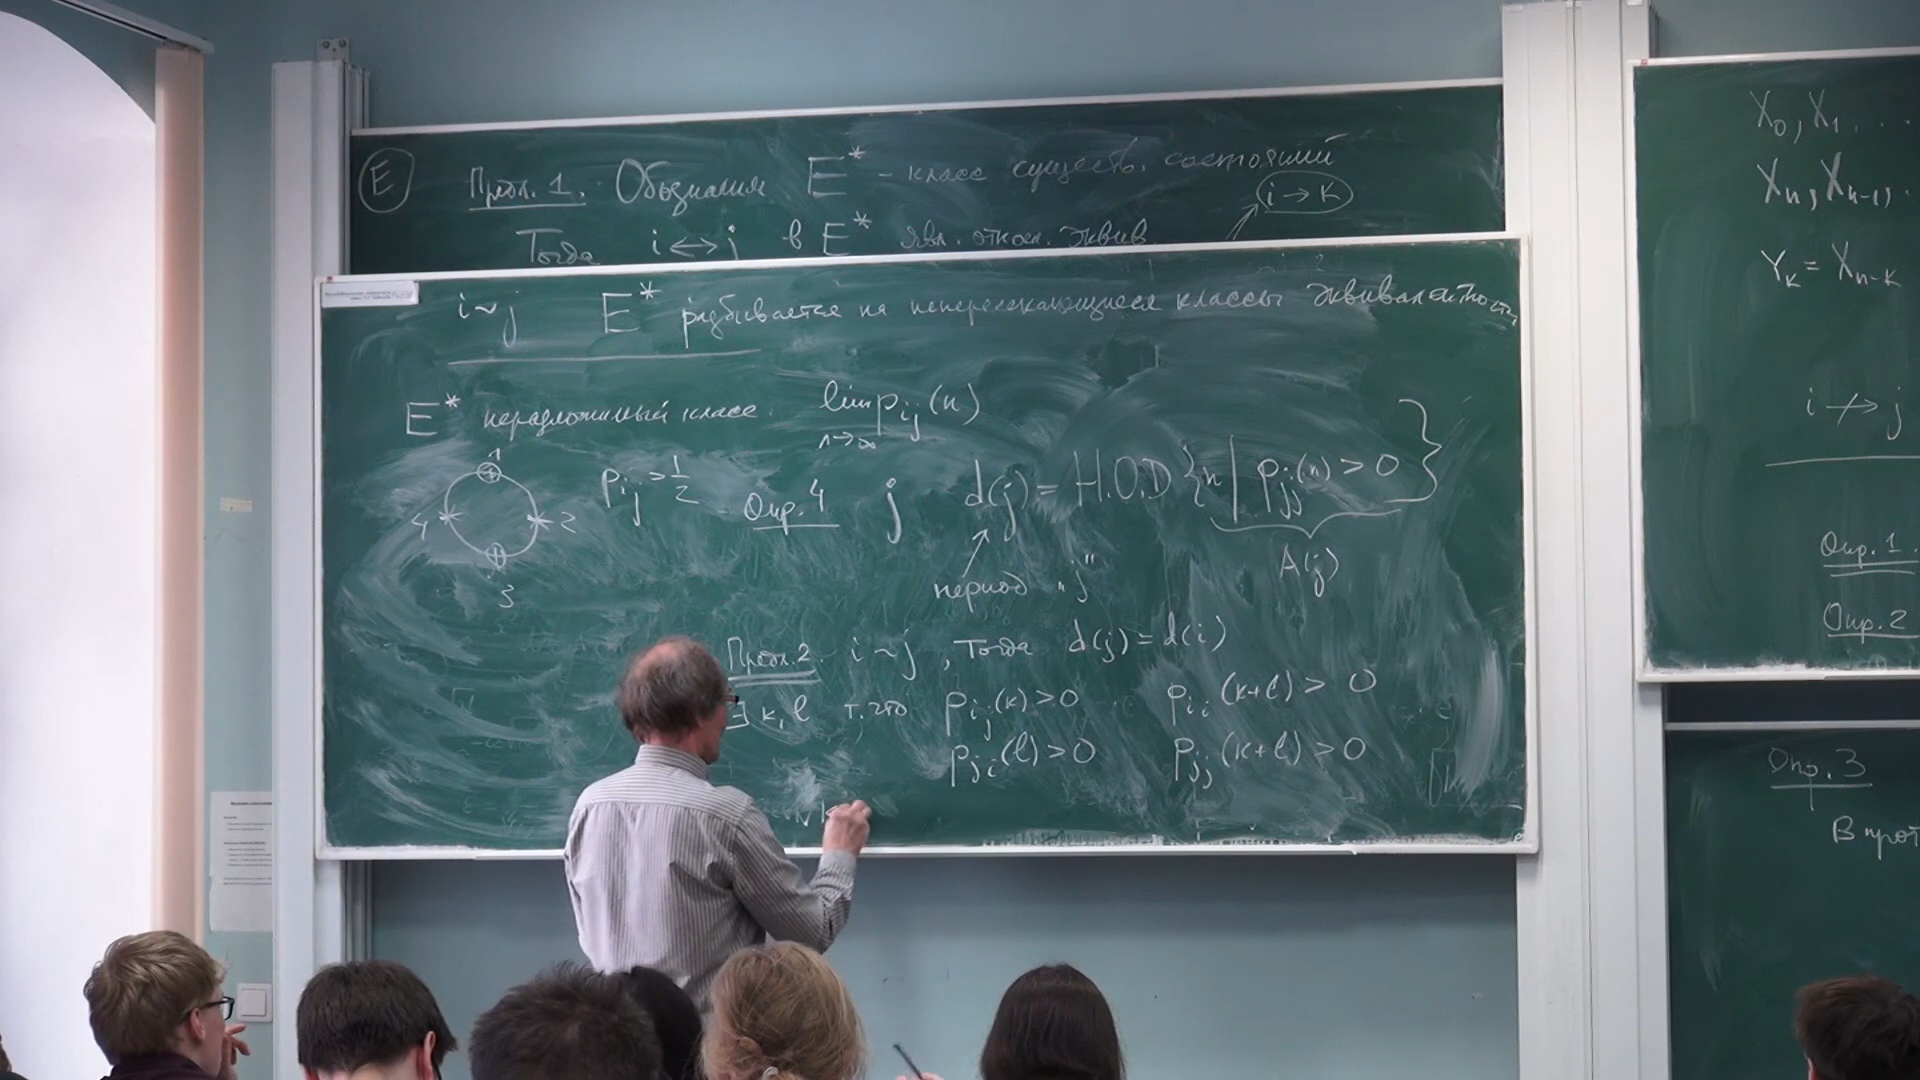 E
Предл. 1. Обозначим E* - класс существ. состояний
i → k
Тогда i ↔ j в E* явл. отнош. эквив.
i ~ j E* разбивается на непересекающиеся классы эквивалентности
E* неразложимый класс. lim p_ij(n)
n→∞
1
4 2
3
p_ij = 1/2
Опр. 4 j d(j) = Н.О.Д {n | p_jj(n) > 0}
A(j)
период "j"
Предл. 2. i ~ j, тогда d(j) = d(i)
∃ k, l т.что p_ij(k) > 0 p_ii(k+l) > 0
p_ji(l) > 0 p_jj(k+l) > 0
X_0, X_1, ...
X_n, X_n-1, .
Y_k = X_n-k
i ↛ j
Опр. 1.
Опр. 2
Опр. 3
В прот